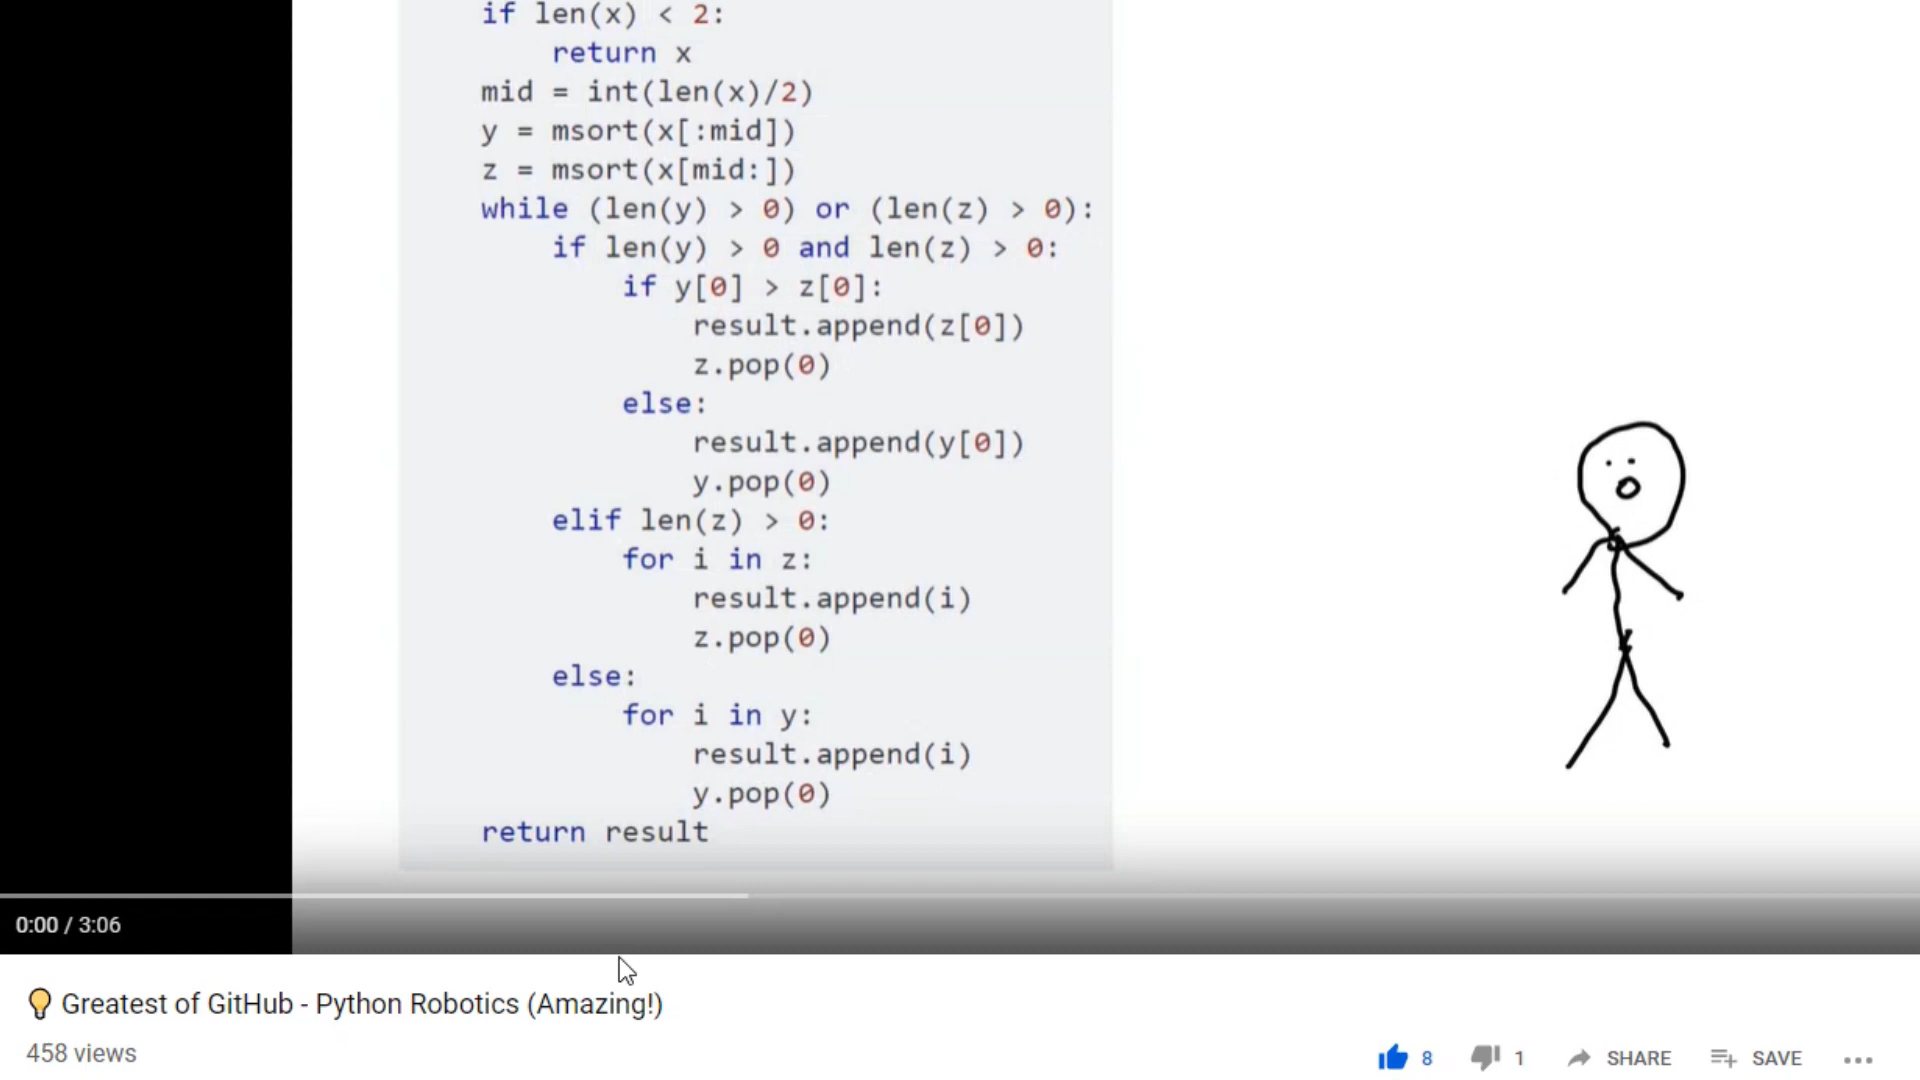 if len(x) < 2:
return x
mid = int(len(x)/2)
y = msort(x[:mid])
z = msort(x[mid:])
while (len(y) > 0) or (len(z) > 0):
if len(y) > 0 and len(z) > 0:
if y[0] > z[0]:
result.append(z[0])
z.pop(0)
else:
result.append(y[0])
y.pop(0)
elif len(z) > 0:
for i in z:
result.append(i)
z.pop(0)
else:
for i in y:
result.append(i)
y.pop(0)
return result
0:00 / 3:06
💡 Greatest of GitHub - Python Robotics (Amazing!)
458 views
8 1 SHARE SAVE